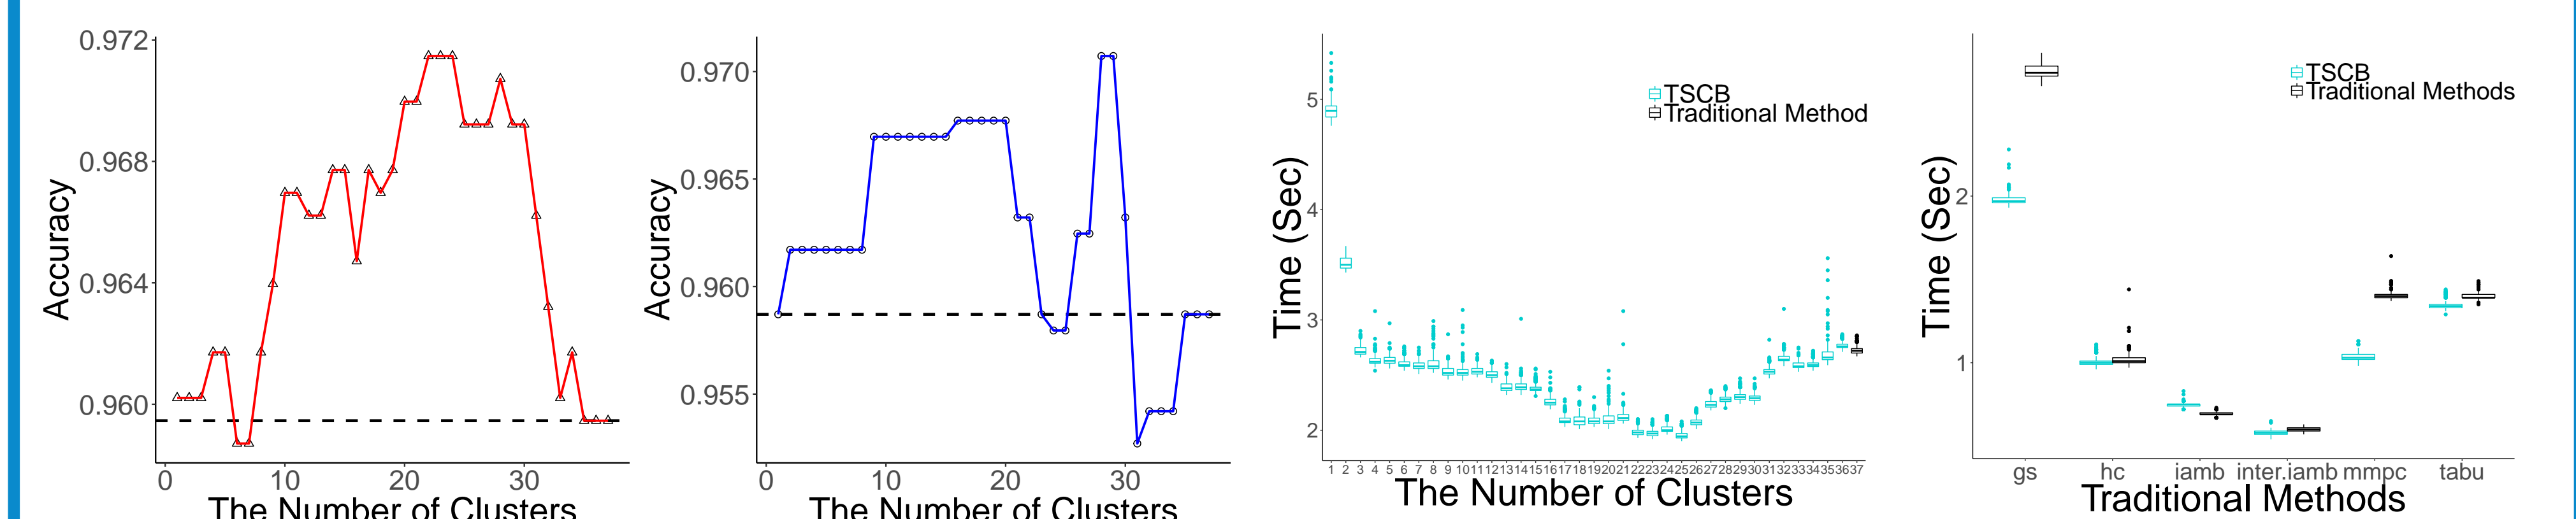 0.972
0.968
0.964
0.960
Accuracy
0 10 20 30
The Number of Clusters
0.970
0.965
0.960
0.955
Accuracy
0 10 20 30
The Number of Clusters
5
4
3
2
Time (Sec)
TSCB
Traditional Method
1 2 3 4 5 6 7 8 9 10 11 12 13 14 15 16 17 18 19 20 21 22 23 24 25 26 27 28 29 30 31 32 33 34 35 36 37
The Number of Clusters
2
1
Time (Sec)
TSCB
Traditional Methods
gs hc iamb inter.iamb mmpc tabu
Traditional Methods